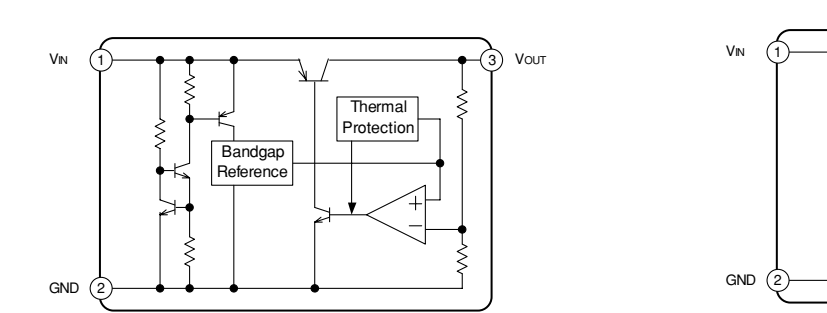 VIN 1
3 VOUT
Thermal
Protection
Bandgap
Reference
+
−
GND 2
VIN 1
GND 2